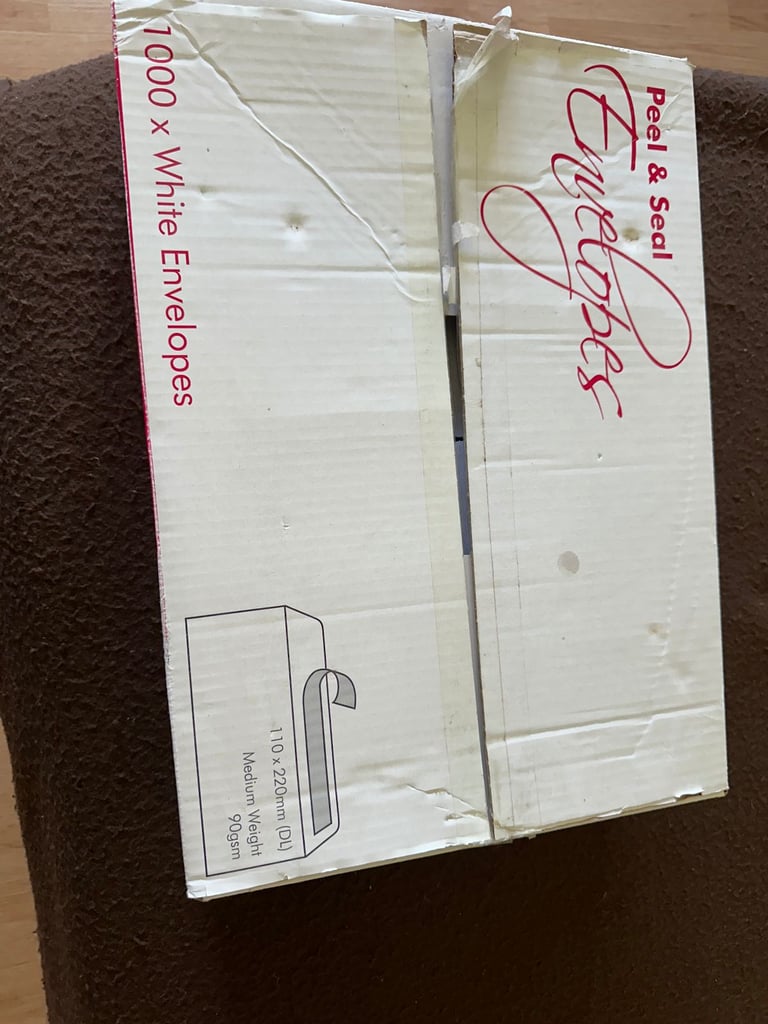 Peel & Seal
Envelopes
1000 x White Envelopes
110 x 220mm (DL)
Medium Weight
90gsm